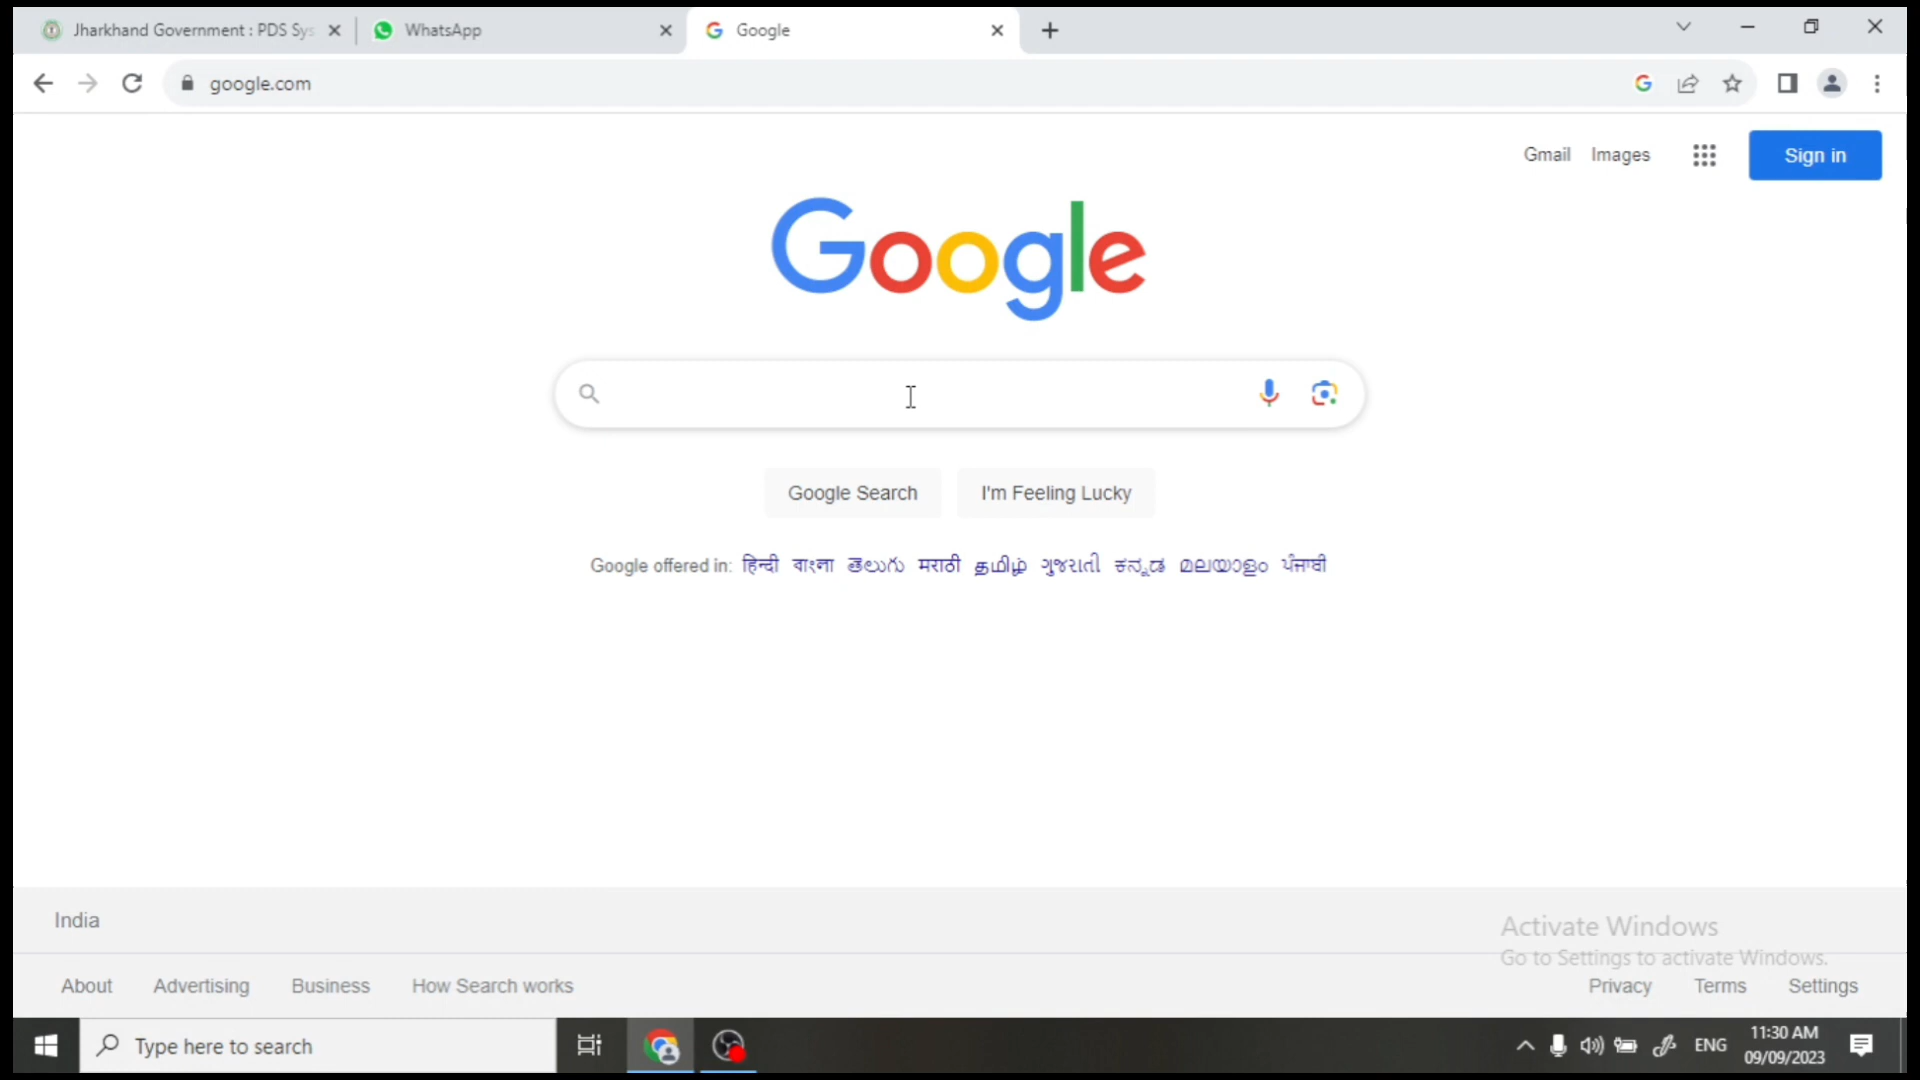 Jharkhand Government : PDS Sys
WhatsApp
Google
google.com
Gmail Images Sign in
Google
Google Search I'm Feeling Lucky
Google offered in: हिन्दी বাংলা తెలుగు मराठी தமிழ் ગુજરાતી ಕನ್ನಡ മലയാളം ਪੰਜਾਬੀ
India
Activate Windows
Go to Settings to activate Windows.
About Advertising Business How Search works Privacy Terms Settings
Type here to search
ENG
11:30 AM
09/09/2023